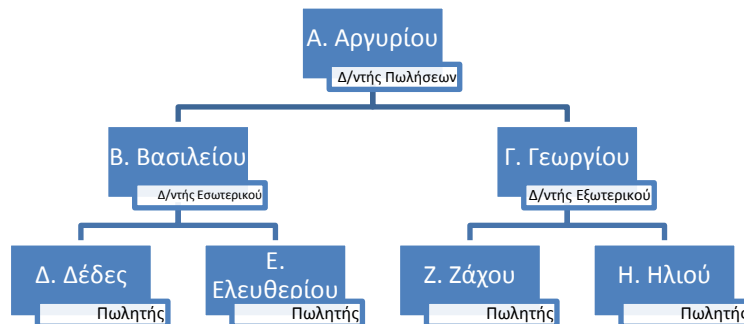 Α. Αργυρίου
Δ/ντής Πωλήσεων
Β. Βασιλείου
Δ/ντής Εσωτερικού
Γ. Γεωργίου
Δ/ντής Εξωτερικού
Δ. Δέδες
Πωλητής
Ε.
Ελευθερίου
Πωλητής
Ζ. Ζάχου
Πωλητής
Η. Ηλιού
Πωλητής